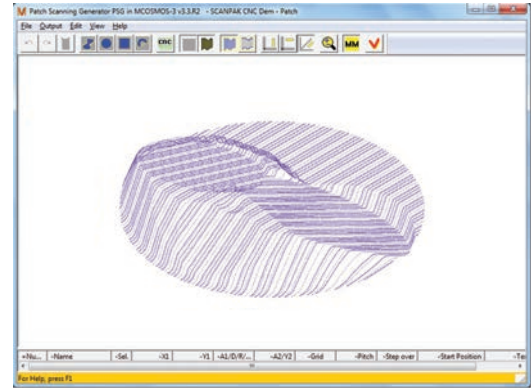 Patch Scanning Generator PSG in MCOSMOS-3 v3.3.R2 - SCANPAK CNC Dem - Patch
File Output Edit View Help
CNC MM
+Nu... -Name -Sel. -X1 -Y1 -A1/D/R/... -A2/Y2 -Grid -Pitch -Step over -Start Position -Te
For Help, press F1